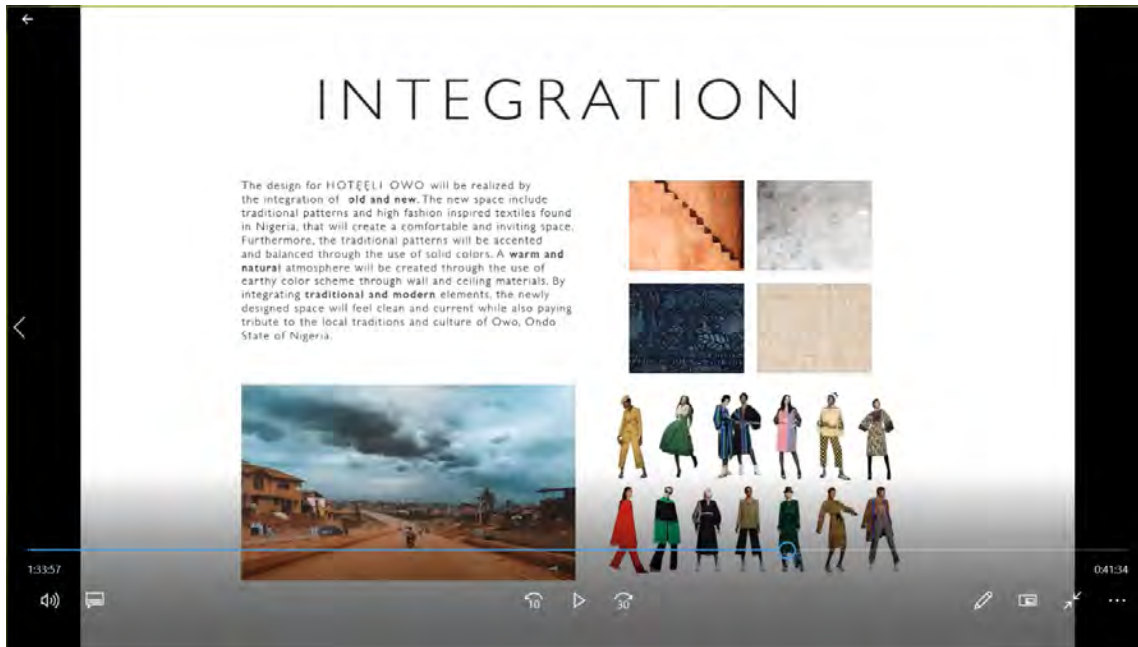 INTEGRATION
The design for HOTẸẸLI OWO will be realized by
the integration of old and new. The new space include
traditional patterns and high fashion inspired textiles found
in Nigeria, that will create a comfortable and inviting space.
Furthermore, the traditional patterns will be accented
and balanced through the use of solid colors. A warm and
natural atmosphere will be created through the use of
earthy color scheme through wall and ceiling materials. By
integrating traditional and modern elements, the newly
designed space will feel clean and current while also paying
tribute to the local traditions and culture of Owo, Ondo
State of Nigeria.
1:33:57
0:41:34
10
30